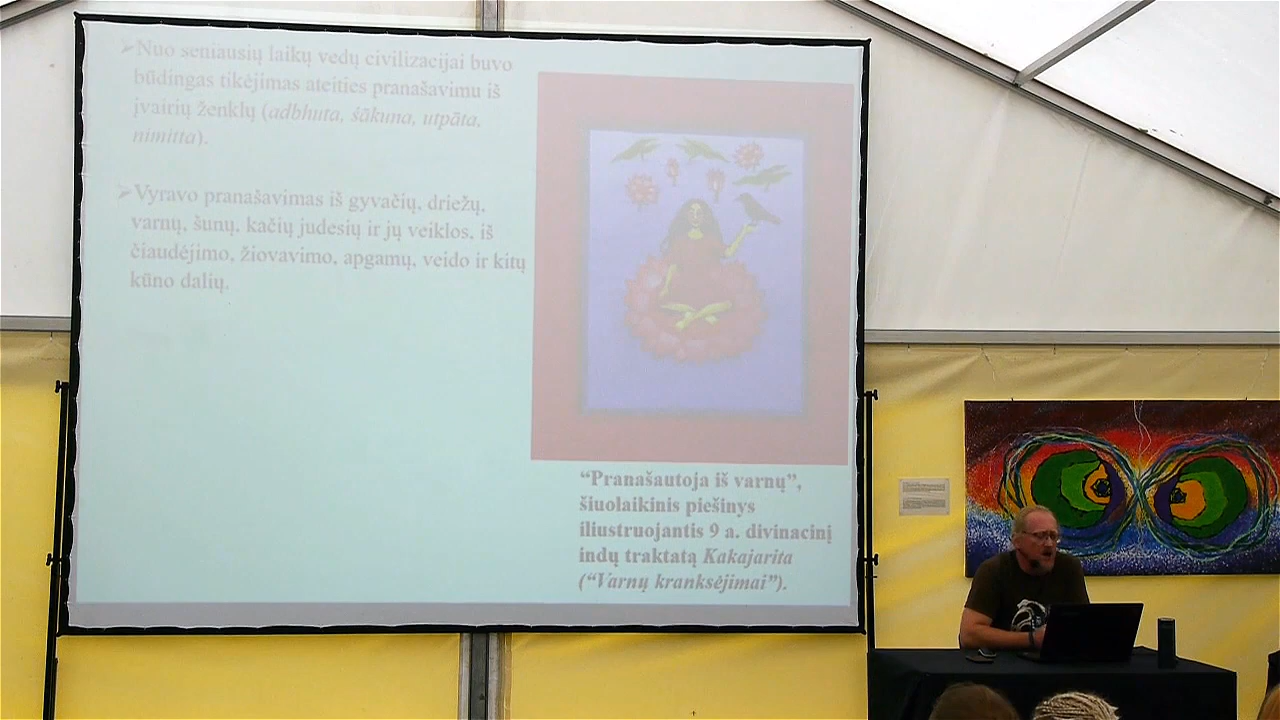 ➢Nuo seniausių laikų vedų civilizacijai buvo
būdingas tikėjimas ateities pranašavimu iš
įvairių ženklų (adbhuta, śākuna, utpāta,
nimitta).
➢Vyravo pranašavimas iš gyvačių, driežų,
varnų, šunų, kačių judesių ir jų veiklos, iš
čiaudėjimo, žiovavimo, apgamų, veido ir kitų
kūno dalių.
“Pranašautoja iš varnų”,
šiuolaikinis piešinys
iliustruojantis 9 a. divinacinį
indų traktatą Kakajarita
(“Varnų kranksėjimai”).